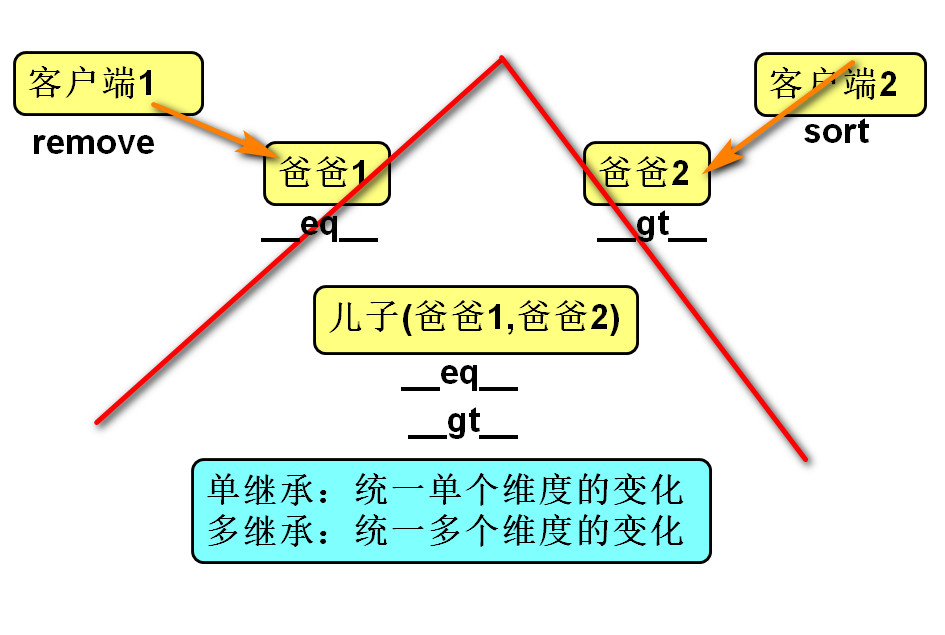 客户端1
客户端2
remove
sort
爸爸1
爸爸2
__eq__
__gt__
儿子(爸爸1,爸爸2)
__eq__
__gt__
单继承：统一单个维度的变化
多继承：统一多个维度的变化